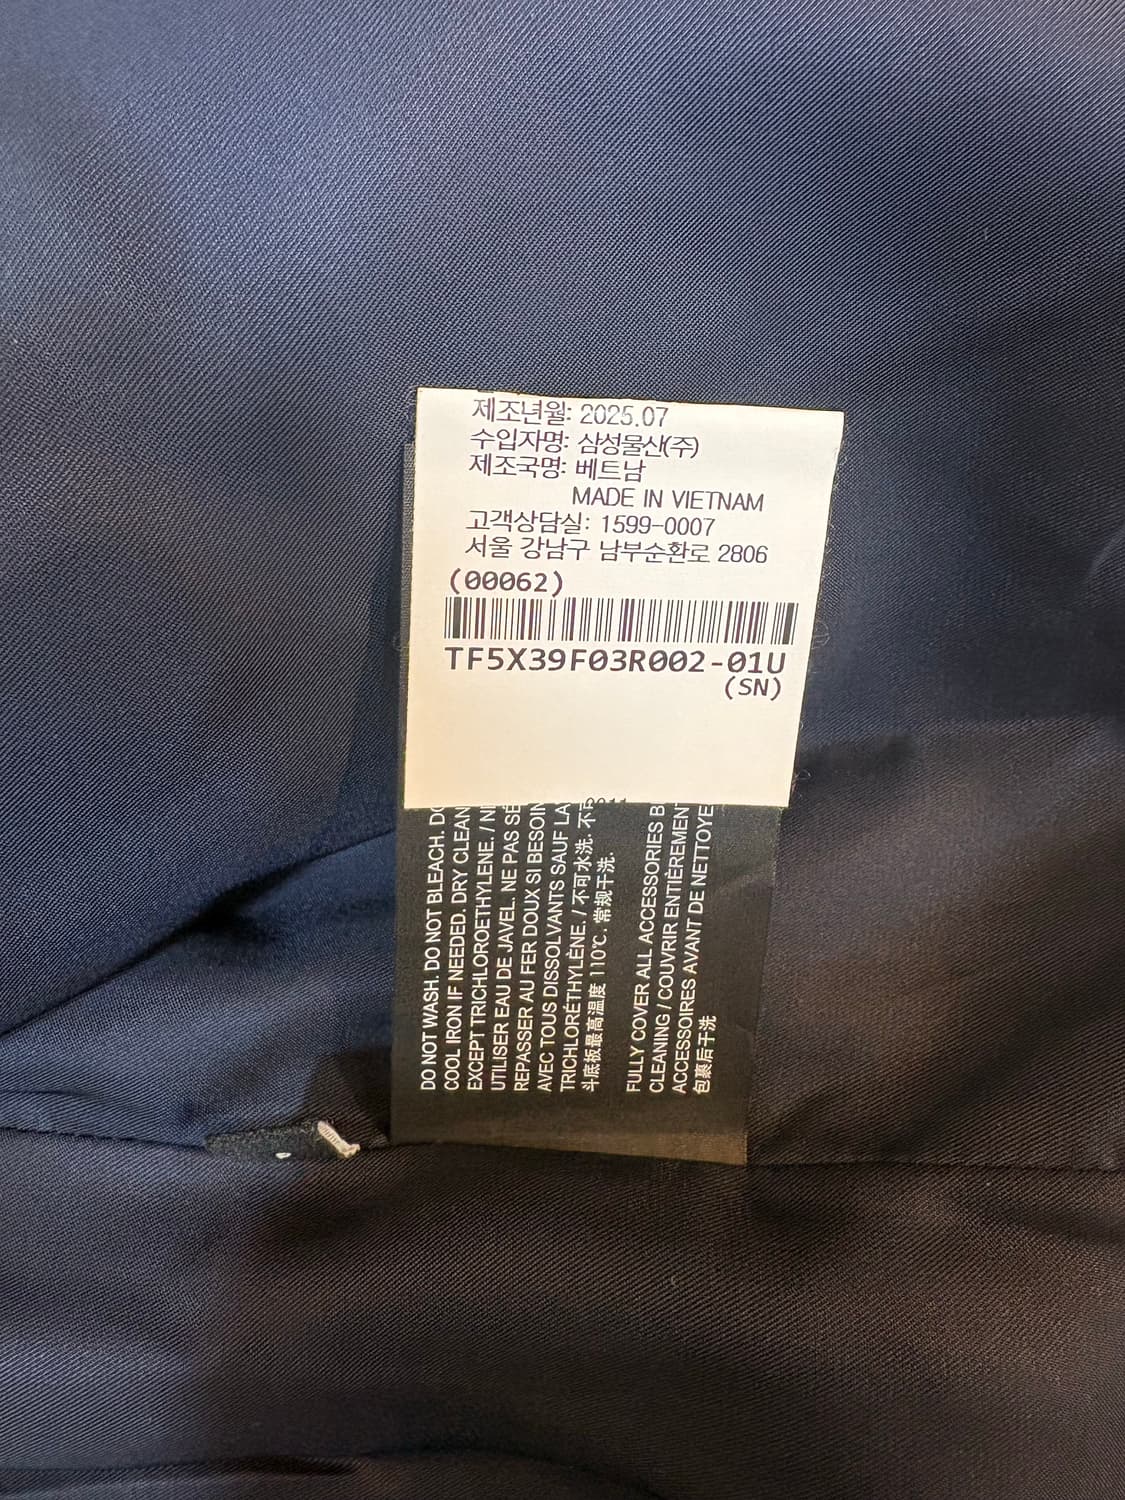 제조년월: 2025.07
수입자명: 삼성물산(주)
제조국명: 베트남
MADE IN VIETNAM
고객상담실: 1599-0007
서울 강남구 남부순환로 2806
(00062)
TF5X39F03R002-01U
(SN)
DO NOT WASH. DO NOT BLEACH.
COOL IRON IF NEEDED. DRY CLEAN
EXCEPT TRICHLOROETHYLENE. /
UTILISER EAU DE JAVEL. NE PAS
REPASSER AU FER DOUX SI BESOIN
AVEC TOUS DISSOLVANTS SAUF LA
TRICHLORÉTHYLÈNE. / 不可水洗. 不
斗底板最高温度 110℃. 常规干洗.
FULLY COVER ALL ACCESSORIES
CLEANING / COUVRIR ENTIÈREMENT
ACCESSOIRES AVANT DE NETTOYE
包裹后干洗